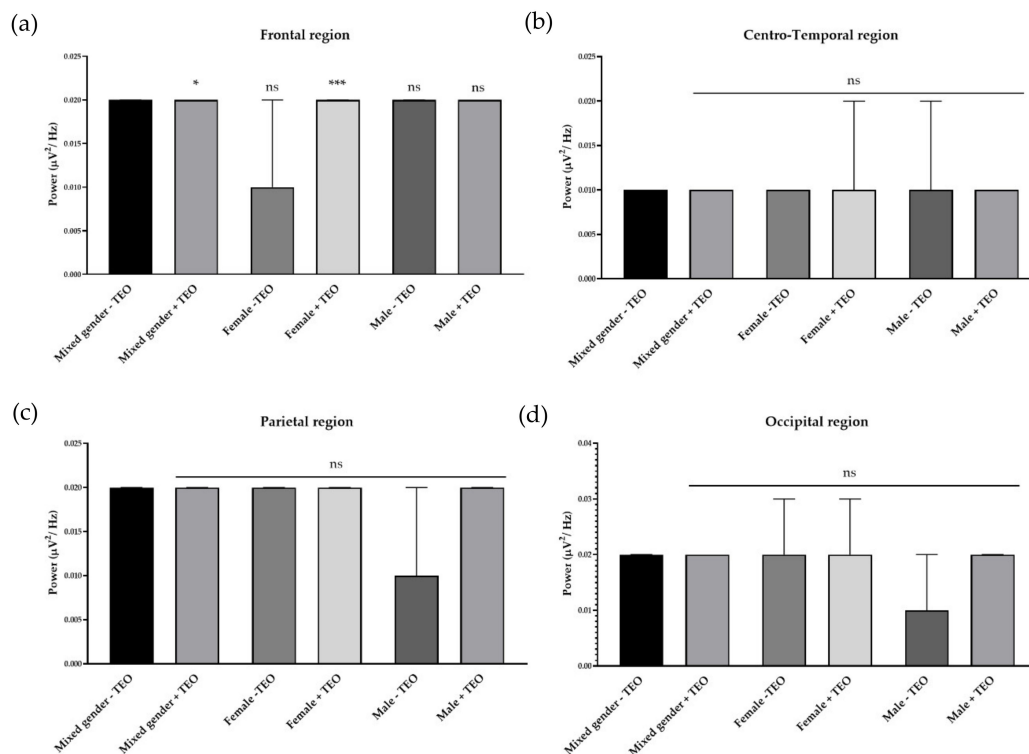 (a)
Frontal region
Power (µV²/ Hz)
0.025
0.020
0.015
0.010
0.005
0.000
*
ns
***
ns
ns
Mixed gender - TEO
Mixed gender + TEO
Female -TEO
Female + TEO
Male - TEO
Male + TEO
(b)
Centro-Temporal region
Power (µV²/ Hz)
0.025
0.020
0.015
0.010
0.005
0.000
ns
Mixed gender - TEO
Mixed gender + TEO
Female -TEO
Female + TEO
Male - TEO
Male + TEO
(c)
Parietal region
Power (µV²/ Hz)
0.025
0.020
0.015
0.010
0.005
0.000
ns
Mixed gender - TEO
Mixed gender + TEO
Female -TEO
Female + TEO
Male - TEO
Male + TEO
(d)
Occipital region
Power (µV²/ Hz)
0.04
0.03
0.02
0.01
0.00
ns
Mixed gender - TEO
Mixed gender + TEO
Female -TEO
Female + TEO
Male - TEO
Male + TEO